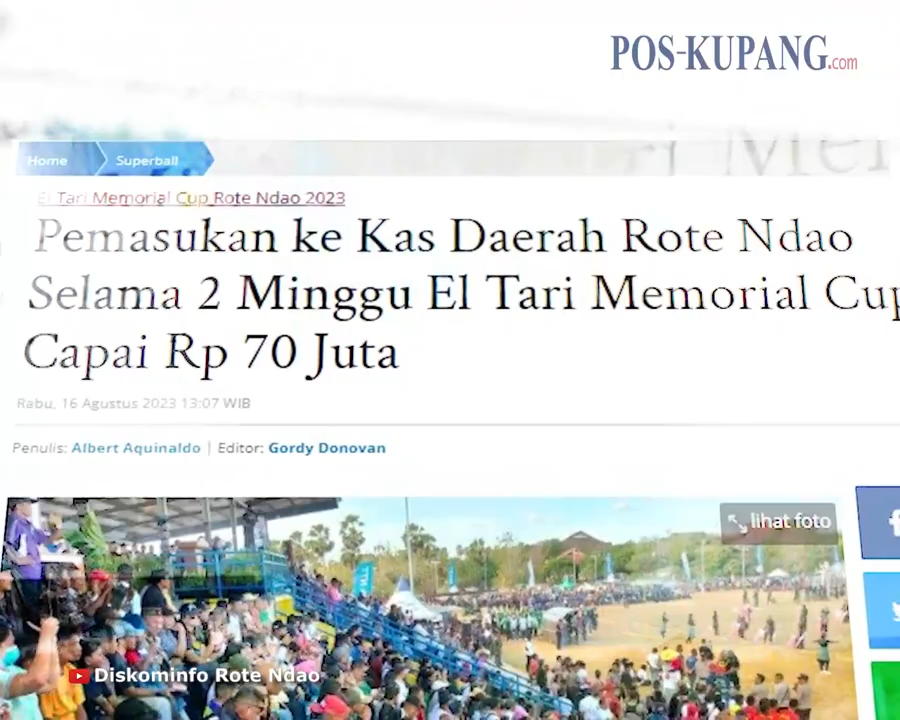 POS-KUPANG.com
Home Superball
El Tari Memorial Cup Rote Ndao 2023
Pemasukan ke Kas Daerah Rote Ndao
Selama 2 Minggu El Tari Memorial Cup
Capai Rp 70 Juta
Rabu, 16 Agustus 2023 13:07 WIB
Penulis: Albert Aquinaldo | Editor: Gordy Donovan
lihat foto
Diskominfo Rote Ndao